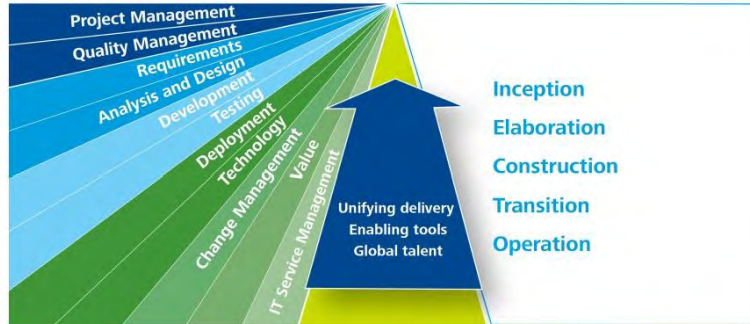 Project Management
Quality Management
Requirements
Analysis and Design
Development
Testing
Deployment
Technology
Change Management
Value
IT Service Management
Unifying delivery
Enabling tools
Global talent
Inception
Elaboration
Construction
Transition
Operation